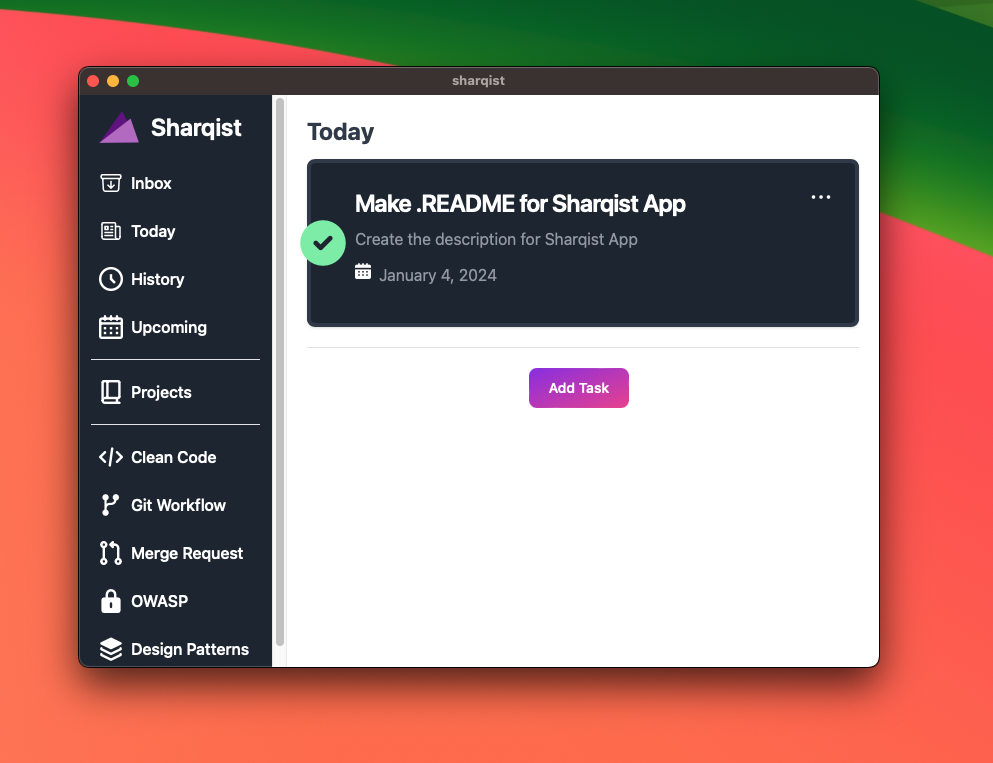 sharqist
Sharqist
Inbox
Today
History
Upcoming
Projects
Clean Code
Git Workflow
Merge Request
OWASP
Design Patterns
Today
Make .README for Sharqist App
Create the description for Sharqist App
January 4, 2024
Add Task